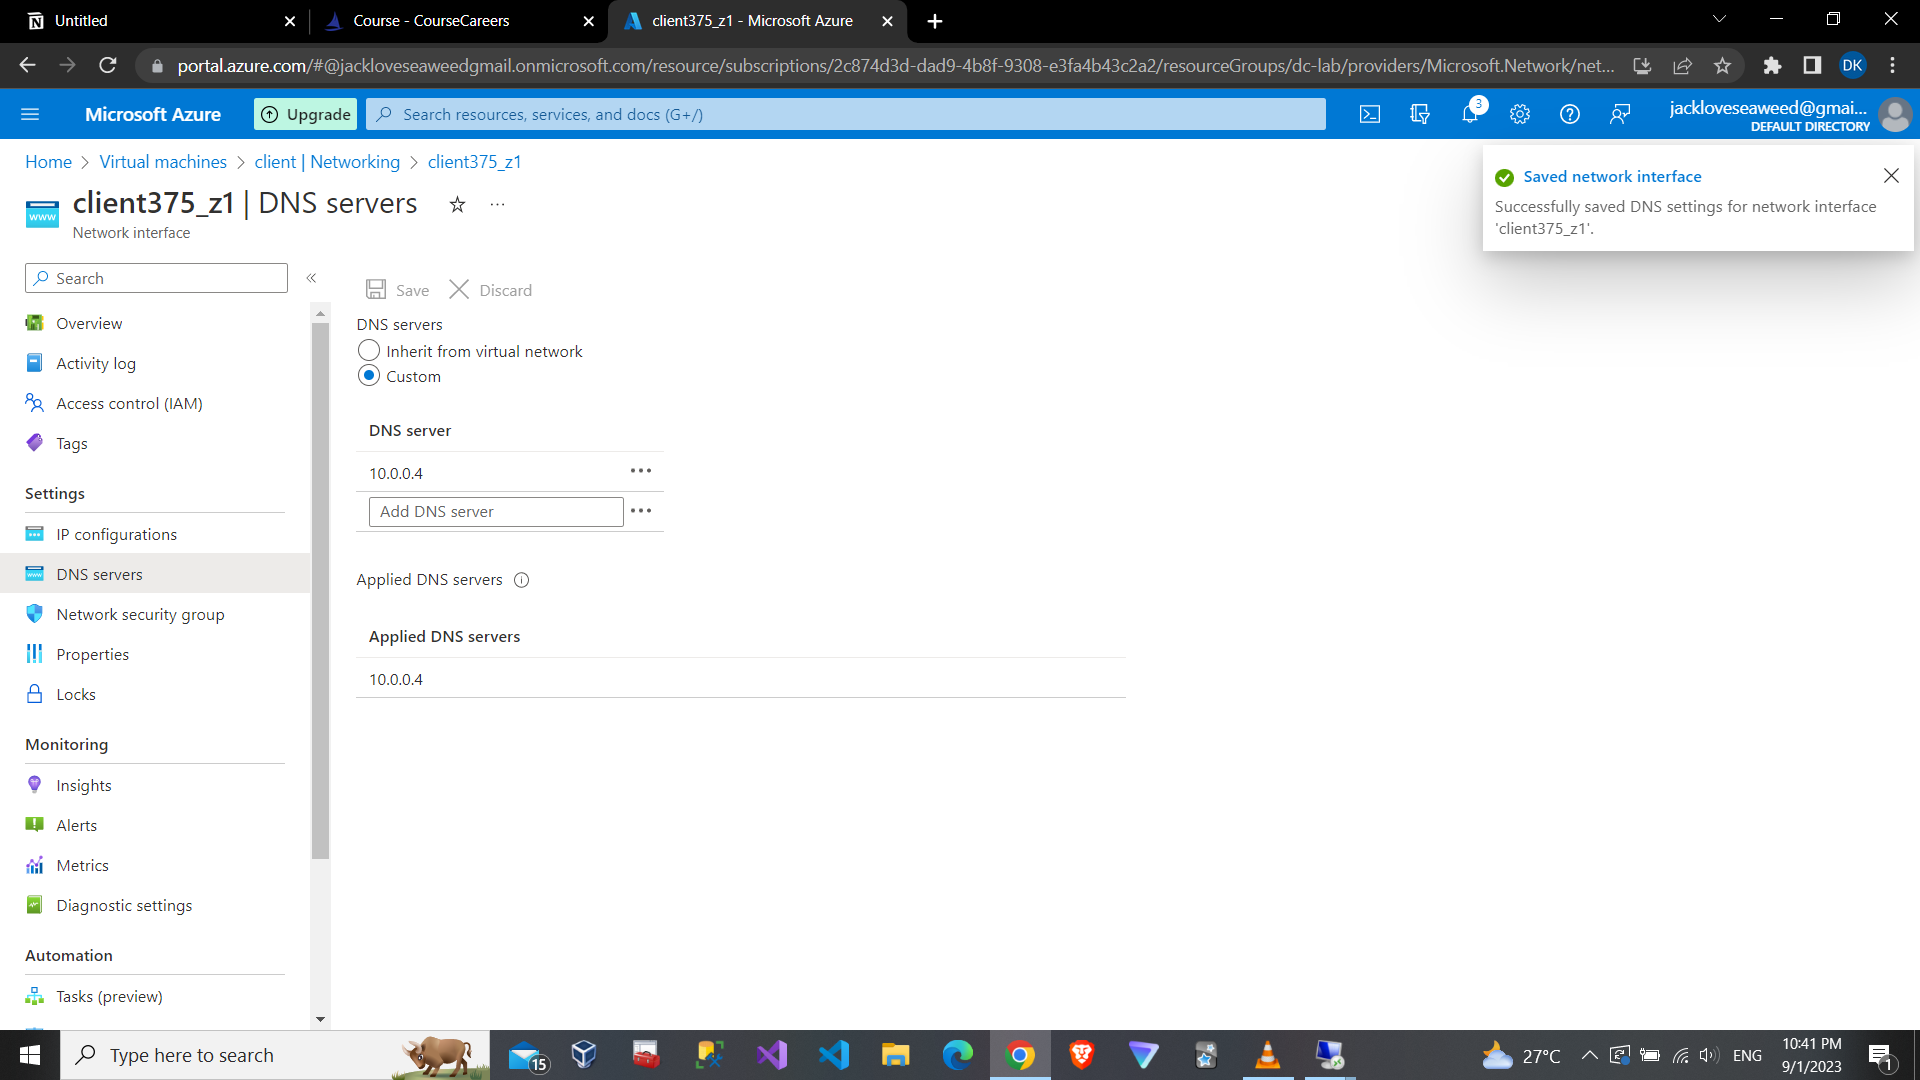 Untitled
Course - CourseCareers
client375_z1 - Microsoft Azure
portal.azure.com/#@jackloveseaweedgmail.onmicrosoft.com/resource/subscriptions/2c874d3d-dad9-4b8f-9308-e3fa4b43c2a2/resourceGroups/dc-lab/providers/Microsoft.Network/net...
DK
Microsoft Azure
Upgrade
Search resources, services, and docs (G+/)
3
jackloveseaweed@gmai...
DEFAULT DIRECTORY
Home > Virtual machines > client | Networking > client375_z1
www
client375_z1 | DNS servers
...
Network interface
Saved network interface
Successfully saved DNS settings for network interface
'client375_z1'.
Search
«
Overview
Activity log
Access control (IAM)
Tags
Settings
IP configurations
DNS servers
Network security group
Properties
Locks
Monitoring
Insights
Alerts
Metrics
Diagnostic settings
Automation
Tasks (preview)
Save
Discard
DNS servers
Inherit from virtual network
Custom
DNS server
10.0.0.4
Add DNS server
Applied DNS servers
Applied DNS servers
10.0.0.4
Type here to search
15
27°C
ENG
10:41 PM
9/1/2023
1